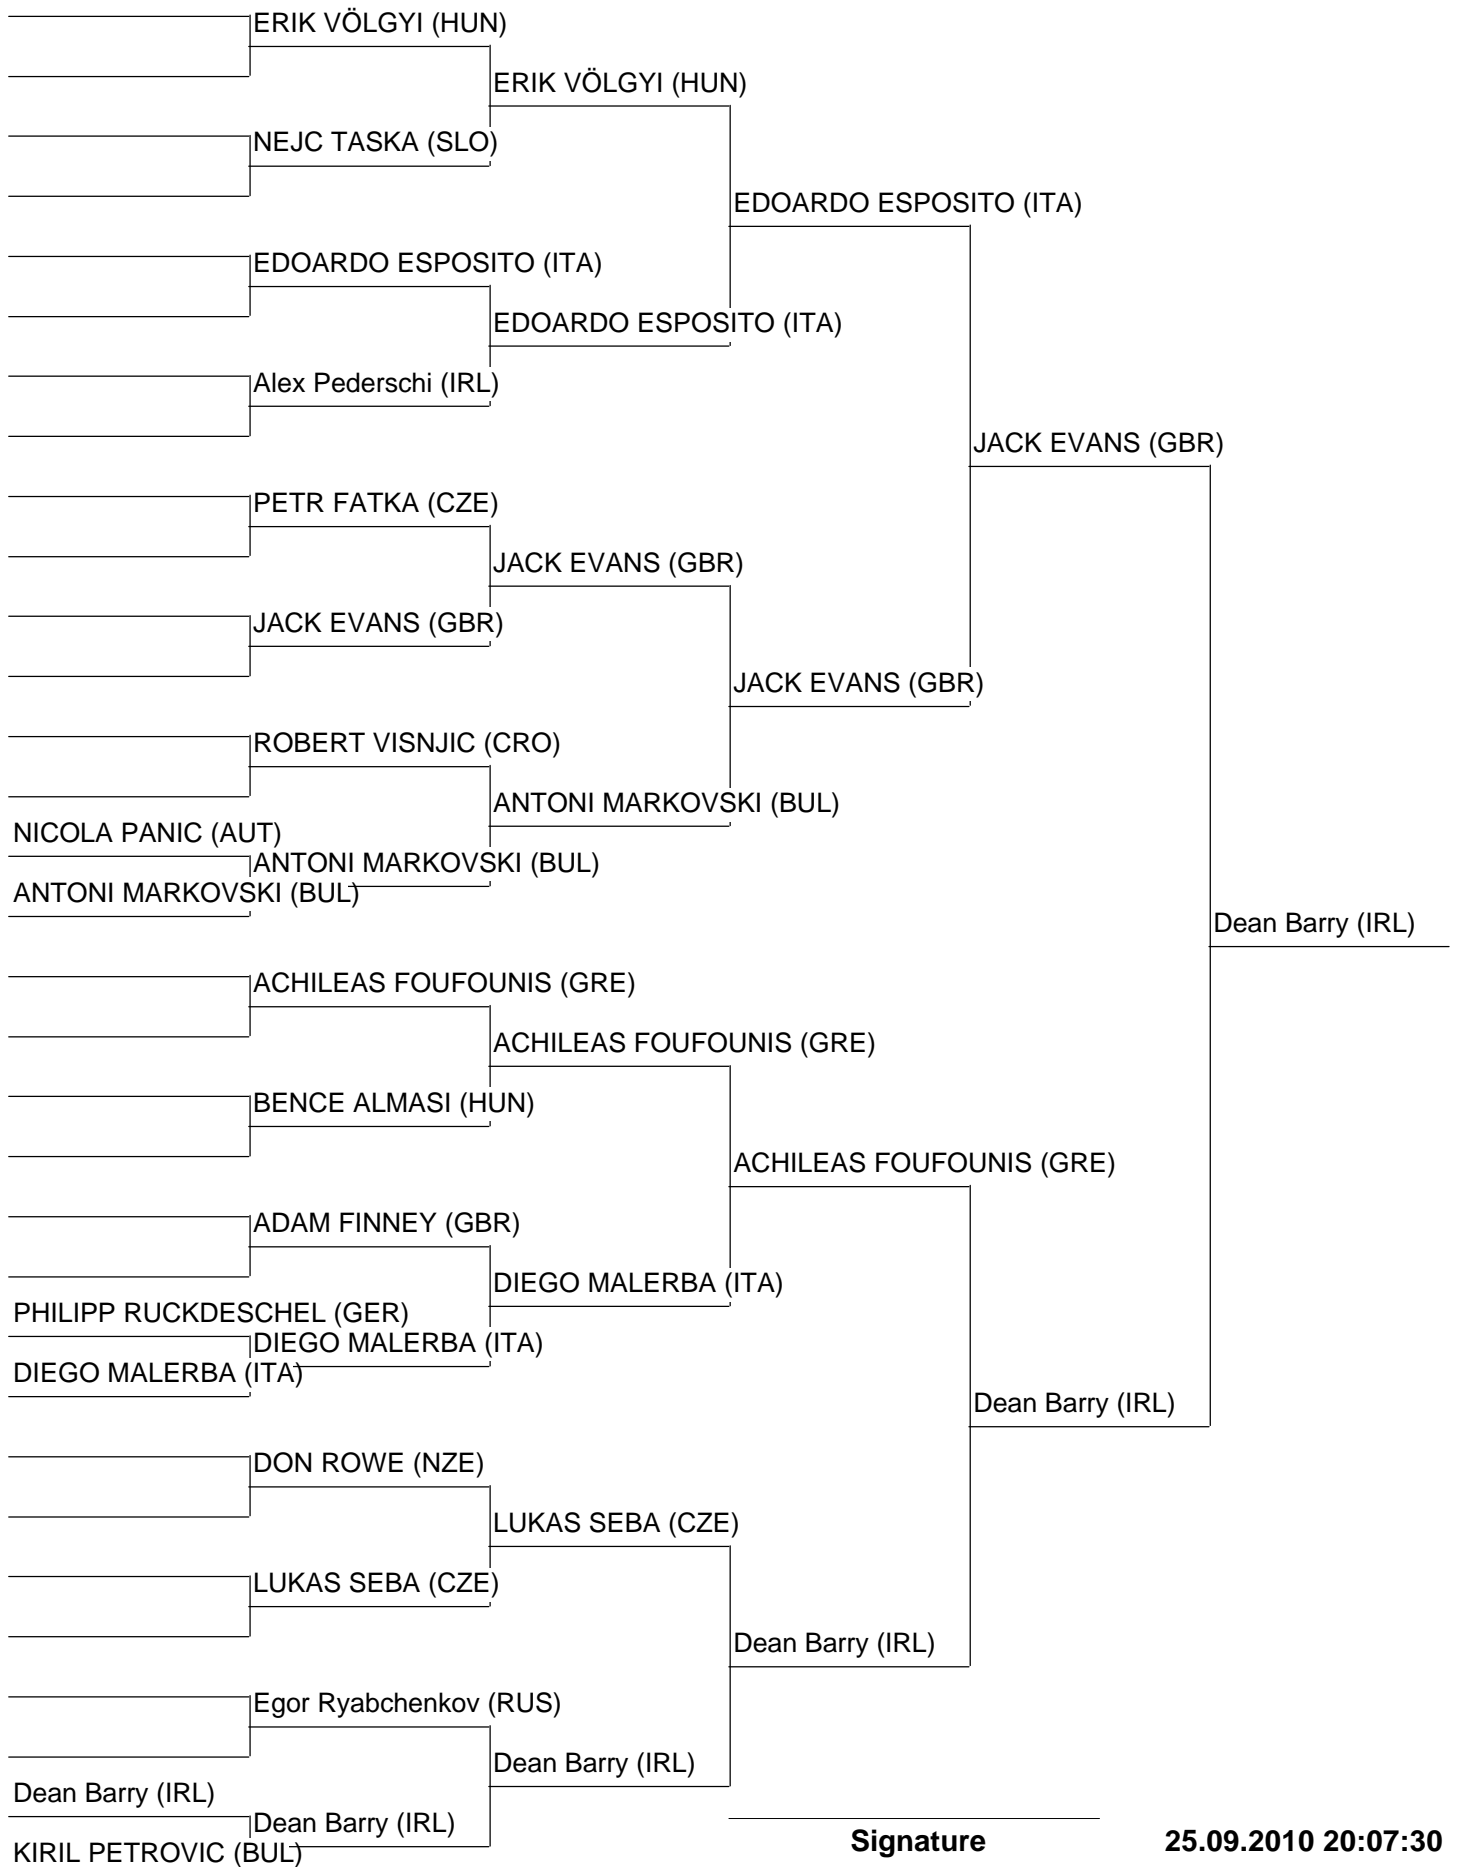 ERIK VÖLGYI (HUN)
ERIK VÖLGYI (HUN)
NEJC TASKA (SLO)
EDOARDO ESPOSITO (ITA)
EDOARDO ESPOSITO (ITA)
EDOARDO ESPOSITO (ITA)
Alex Pederschi (IRL)
JACK EVANS (GBR)
PETR FATKA (CZE)
JACK EVANS (GBR)
JACK EVANS (GBR)
JACK EVANS (GBR)
ROBERT VISNJIC (CRO)
ANTONI MARKOVSKI (BUL)
NICOLA PANIC (AUT)
ANTONI MARKOVSKI (BUL)
ANTONI MARKOVSKI (BUL)
Dean Barry (IRL)
ACHILEAS FOUFOUNIS (GRE)
ACHILEAS FOUFOUNIS (GRE)
BENCE ALMASI (HUN)
ACHILEAS FOUFOUNIS (GRE)
ADAM FINNEY (GBR)
DIEGO MALERBA (ITA)
PHILIPP RUCKDESCHEL (GER)
DIEGO MALERBA (ITA)
DIEGO MALERBA (ITA)
Dean Barry (IRL)
DON ROWE (NZE)
LUKAS SEBA (CZE)
LUKAS SEBA (CZE)
Dean Barry (IRL)
Egor Ryabchenkov (RUS)
Dean Barry (IRL)
Dean Barry (IRL)
Dean Barry (IRL)
KIRIL PETROVIC (BUL)
Signature
25.09.2010 20:07:30